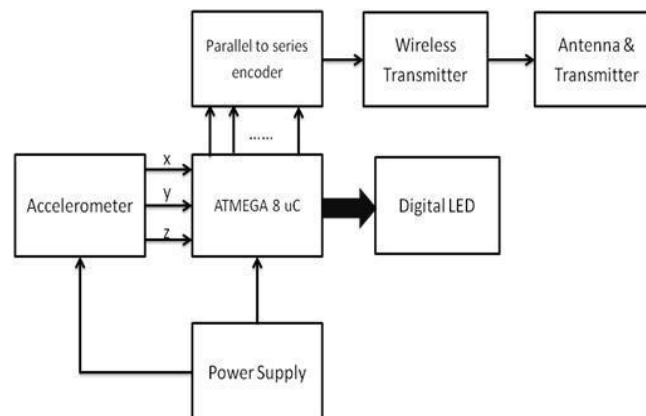 Parallel to series
encoder
Wireless
Transmitter
Antenna &
Transmitter
......
x
y
z
Accelerometer
ATMEGA 8 uC
Digital LED
Power Supply